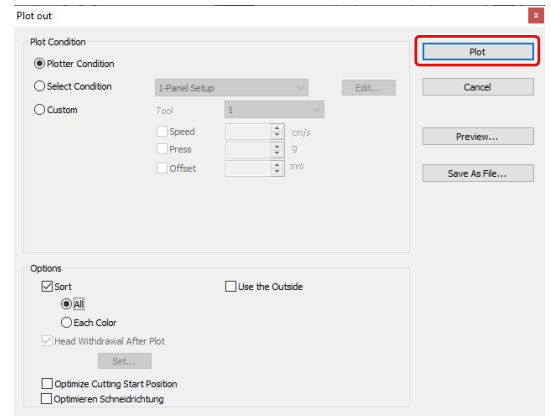 Plot out
x
Plot Condition
Plotter Condition
Select Condition
1-Panel Setup
Edit...
Custom
Tool
1
Speed
cm/s
Press
g
Offset
mm
Plot
Cancel
Preview...
Save As File...
Options
Sort
Use the Outside
All
Each Color
Head Withdrawal After Plot
Set...
Optimize Cutting Start Position
Optimieren Schneidrichtung